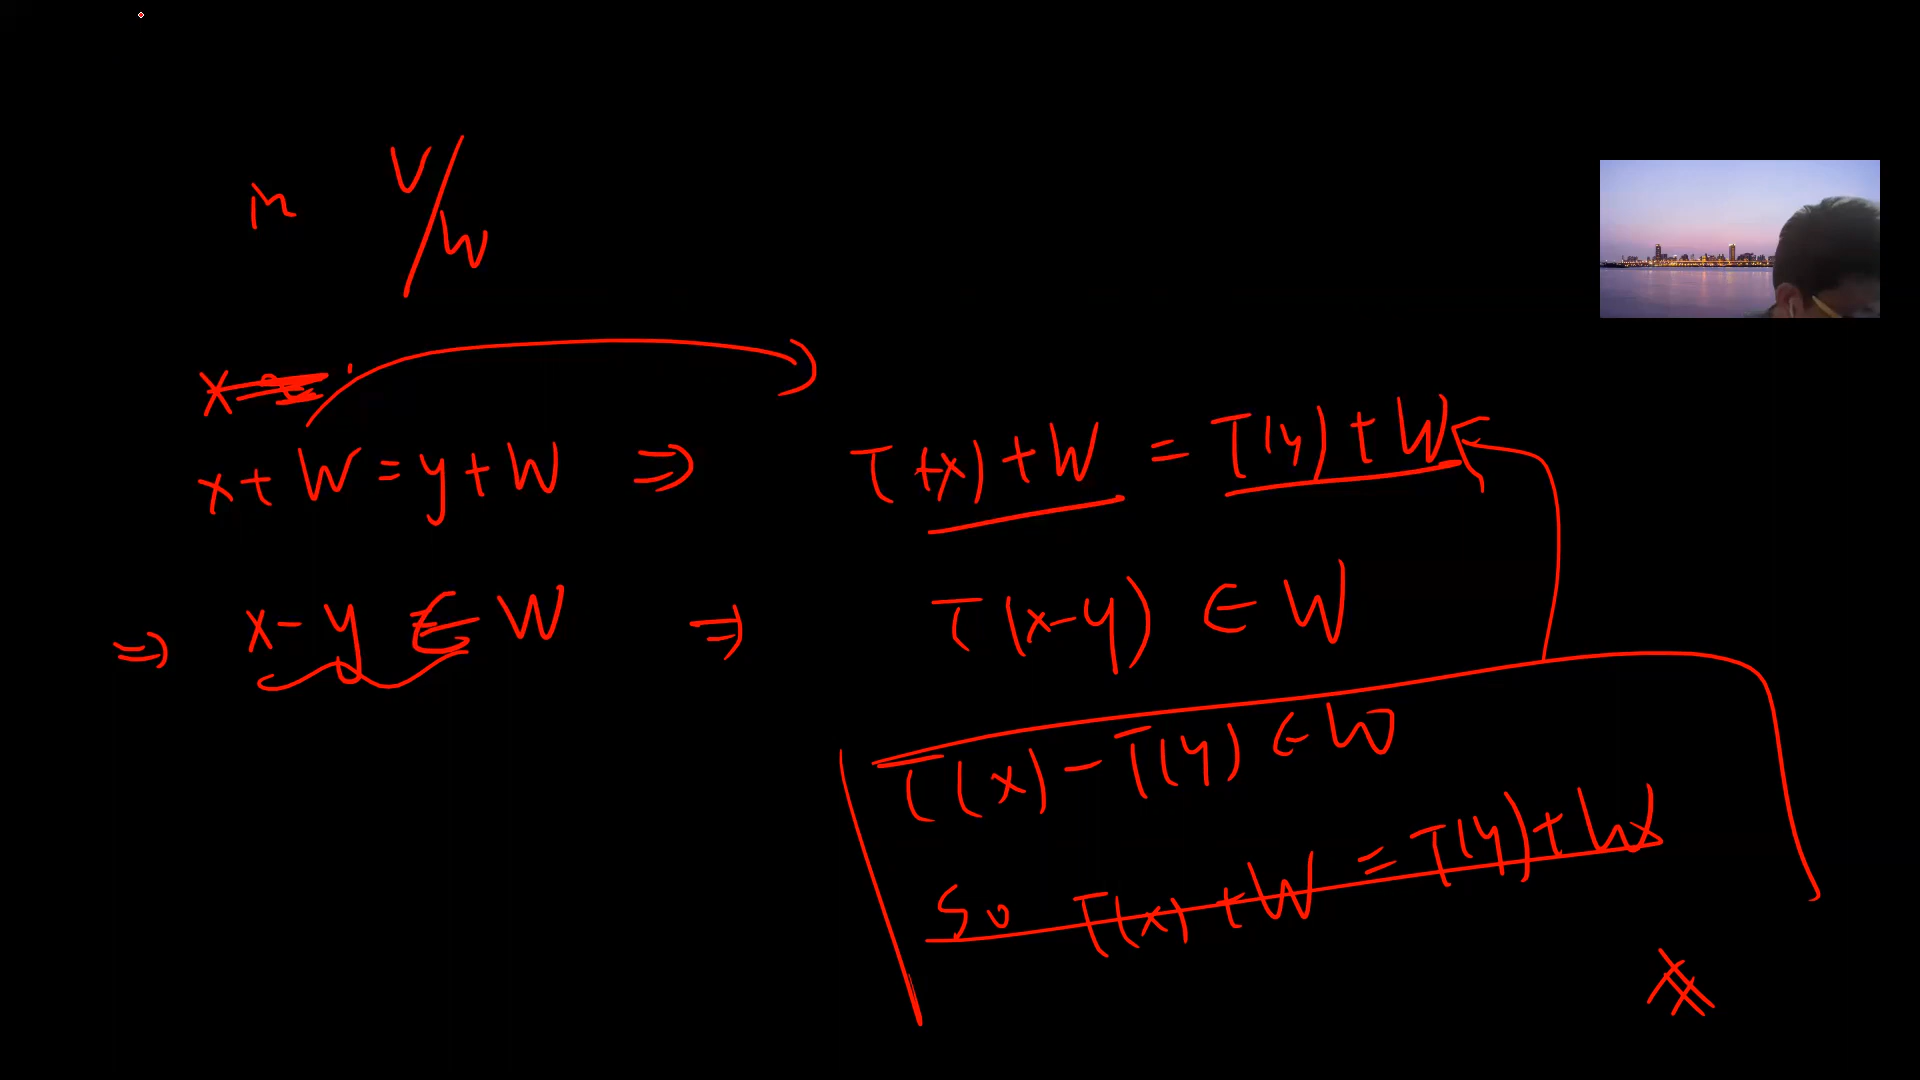 in V/W
x
x + W = y + W ⇒ T(x) + W = T(y) + W
⇒ x - y ∈ W ⇒ T(x-y) ∈ W
T(x) - T(y) ∈ W
So T(x) + W = T(y) + W
#